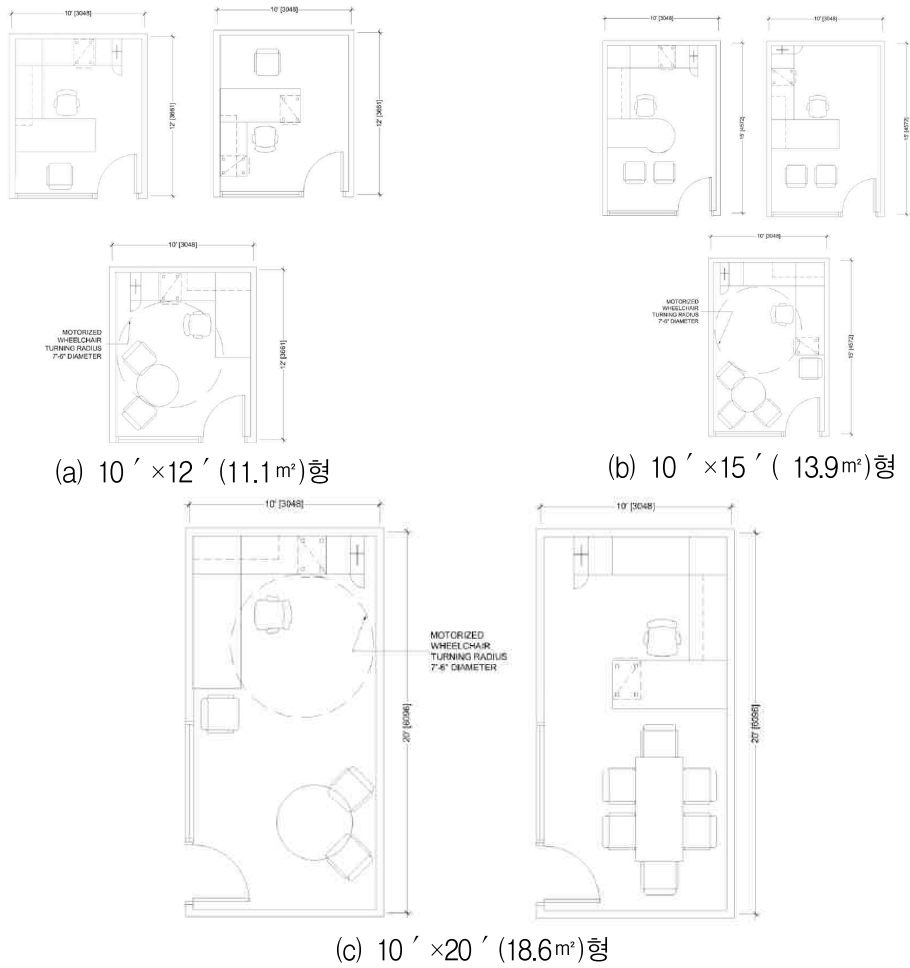 10' [3048]
12' [3661]
10' [3048]
12' [3661]
10' [3048]
12' [3661]
MOTORIZED
WHEELCHAIR
TURNING RADIUS
7'-6" DIAMETER
(a) 10 ′ ×12 ′ (11.1㎡)형
10' [3048]
15' [4572]
10' [3048]
15' [4572]
10' [3048]
15' [4572]
MOTORIZED
WHEELCHAIR
TURNING RADIUS
7'-6" DIAMETER
(b) 10 ′ ×15 ′ ( 13.9㎡)형
10' [3048]
20' [6096]
MOTORIZED
WHEELCHAIR
TURNING RADIUS
7'-6" DIAMETER
10' [3048]
20' [6096]
(c) 10 ′ ×20 ′ (18.6㎡)형